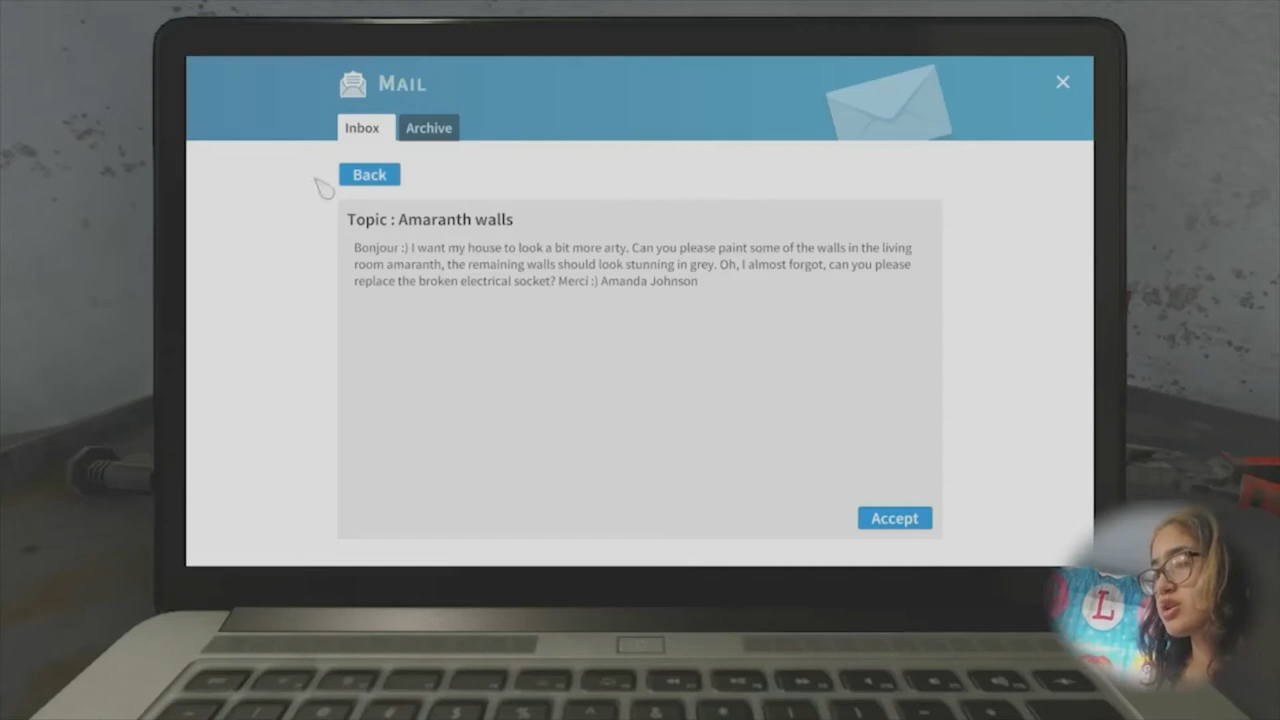 MAIL
Inbox
Archive
Back
Topic : Amaranth walls
Bonjour :) I want my house to look a bit more arty. Can you please paint some of the walls in the living
room amaranth, the remaining walls should look stunning in grey. Oh, I almost forgot, can you please
replace the broken electrical socket? Merci :) Amanda Johnson
Accept
L